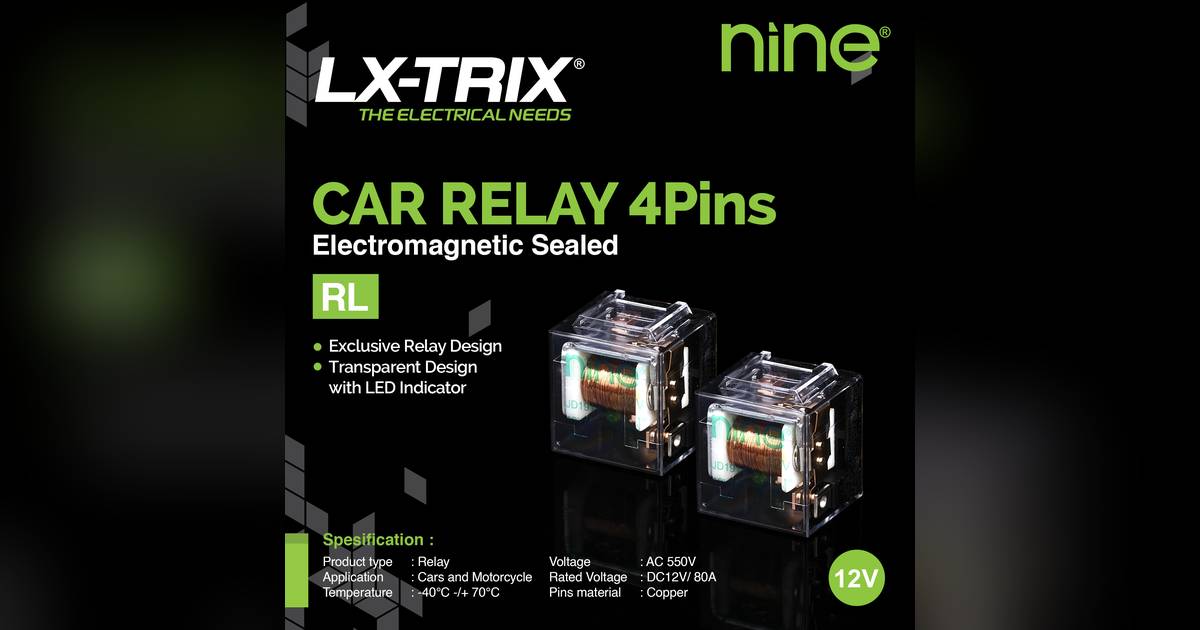 nine®
LX-TRIX®
THE ELECTRICAL NEEDS
CAR RELAY 4Pins
Electromagnetic Sealed
RL
Exclusive Relay Design
Transparent Design
with LED Indicator
nine
nine
Spesification :
Product type : Relay
Application : Cars and Motorcycle
Temperature : -40°C -/+ 70°C
Voltage : AC 550V
Rated Voltage : DC12V/ 80A
Pins material : Copper
12V